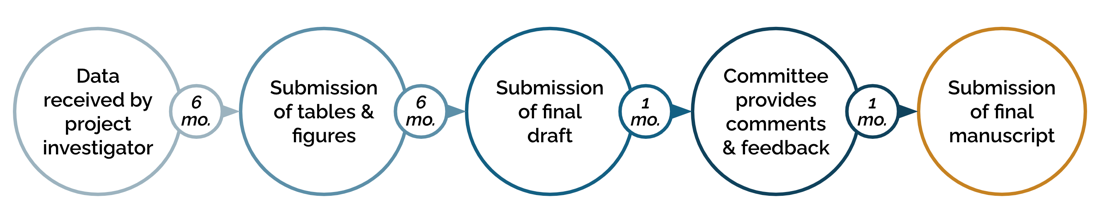 Data
received by
project
investigator
6
mo.
Submission
of tables &
figures
6
mo.
Submission
of final
draft
1
mo.
Committee
provides
comments
& feedback
1
mo.
Submission
of final
manuscript